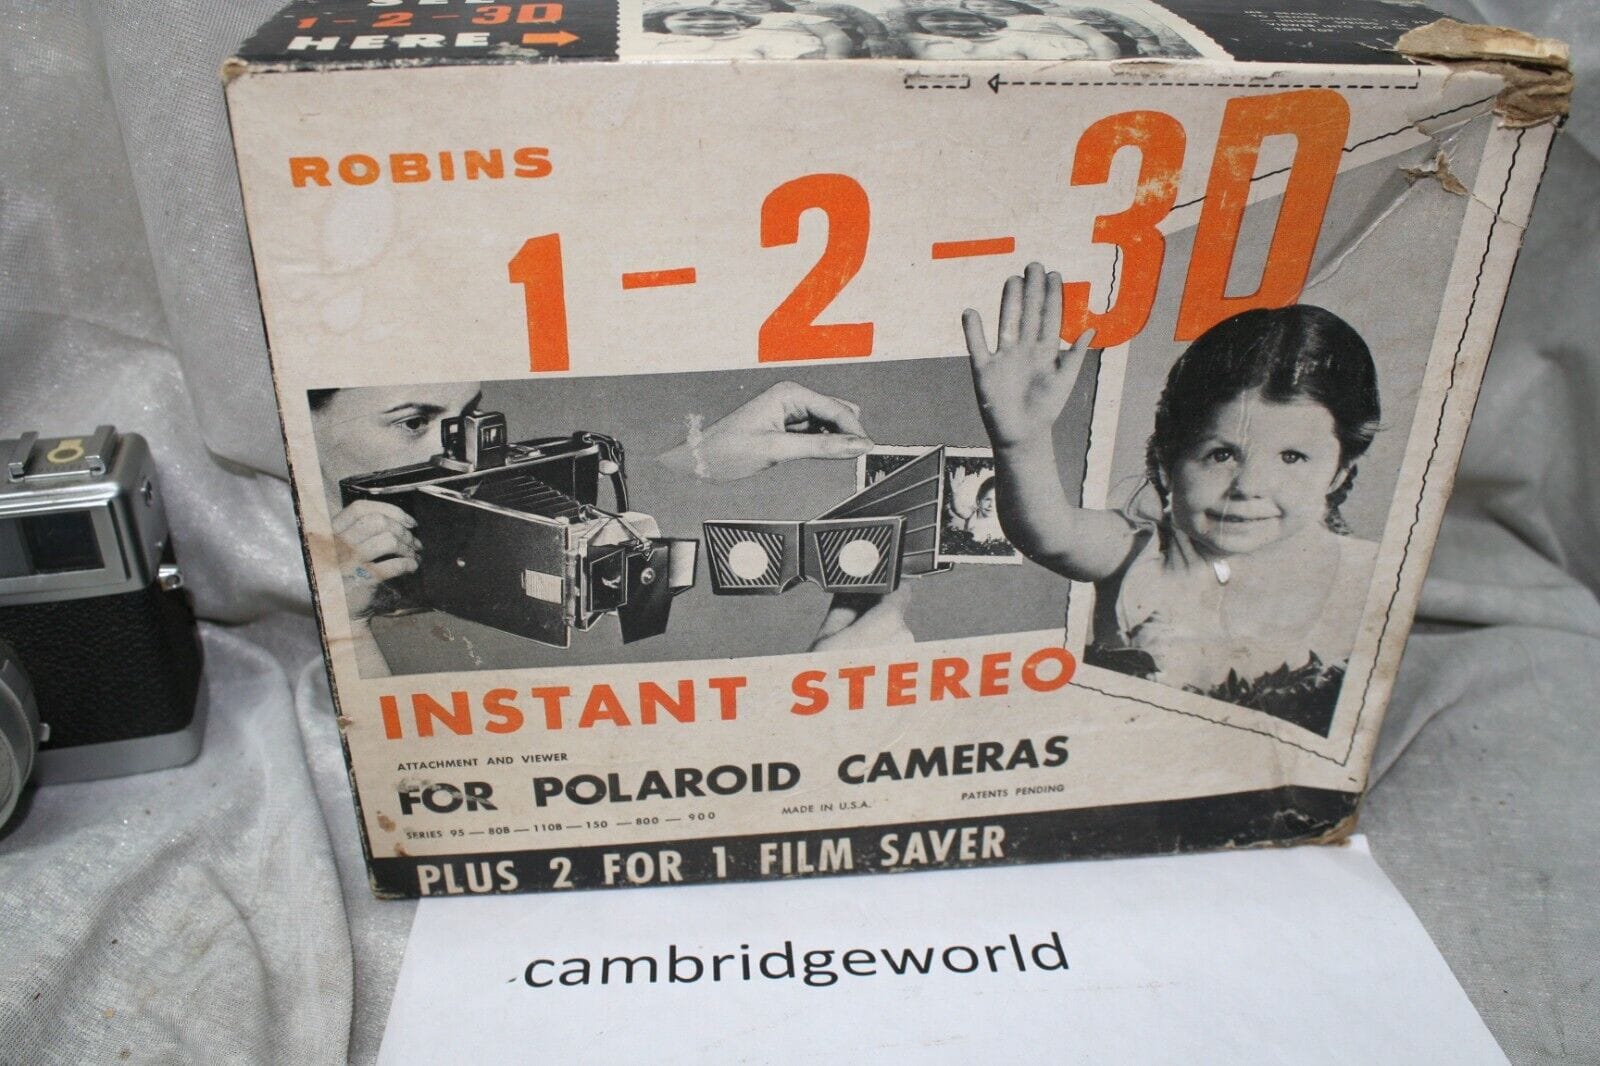 SEE
1-2-3D
HERE
ROBINS
1-2-3D
INSTANT STEREO
ATTACHMENT AND VIEWER
FOR POLAROID CAMERAS
SERIES 95 — 80B — 110B — 150 — 800 — 900
MADE IN U.S.A.
PATENTS PENDING
PLUS 2 FOR 1 FILM SAVER
cambridgeworld